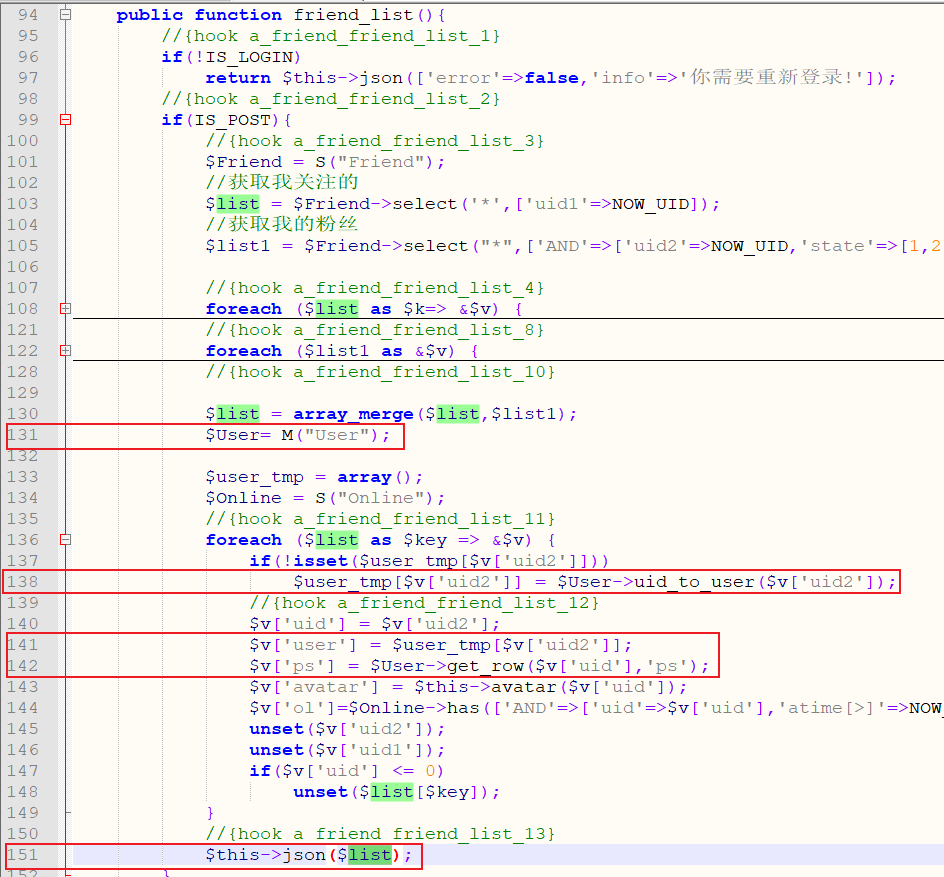 94 public function friend_list(){
95 //{hook a_friend_friend_list_1}
96 if(!IS_LOGIN)
97 return $this->json(['error'=>false,'info'=>'你需要重新登录!']);
98 //{hook a_friend_friend_list_2}
99 if(IS_POST){
100 //{hook a_friend_friend_list_3}
101 $Friend = S("Friend");
102 //获取我关注的
103 $list = $Friend->select('*',['uid1'=>NOW_UID]);
104 //获取我的粉丝
105 $list1 = $Friend->select("*",['AND'=>['uid2'=>NOW_UID,'state'=>[1,2
106
107 //{hook a_friend_friend_list_4}
108 foreach ($list as $k=> &$v) {
121 //{hook a_friend_friend_list_8}
122 foreach ($list1 as &$v) {
128 //{hook a_friend_friend_list_10}
129
130 $list = array_merge($list,$list1);
131 $User= M("User");
132
133 $user_tmp = array();
134 $Online = S("Online");
135 //{hook a_friend_friend_list_11}
136 foreach ($list as $key => &$v) {
137 if(!isset($user_tmp[$v['uid2']]))
138 $user_tmp[$v['uid2']] = $User->uid_to_user($v['uid2']);
139 //{hook a_friend_friend_list_12}
140 $v['uid'] = $v['uid2'];
141 $v['user'] = $user_tmp[$v['uid2']];
142 $v['ps'] = $User->get_row($v['uid'],'ps');
143 $v['avatar'] = $this->avatar($v['uid']);
144 $v['ol']=$Online->has(['AND'=>['uid'=>$v['uid'],'atime[>]'=>NOW_
145 unset($v['uid2']);
146 unset($v['uid1']);
147 if($v['uid'] <= 0)
148 unset($list[$key]);
149 }
150 //{hook a_friend_friend_list_13}
151 $this->json($list);
152 }